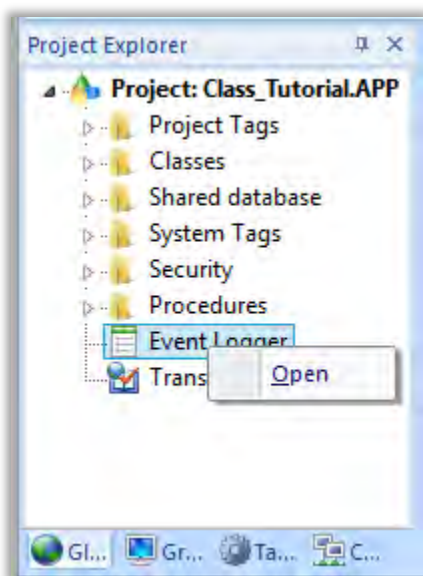 Project Explorer
Project: Class_Tutorial.APP
Project Tags
Classes
Shared database
System Tags
Security
Procedures
Event Logger
Trans
Open
Gl... Gr... Ta... C...